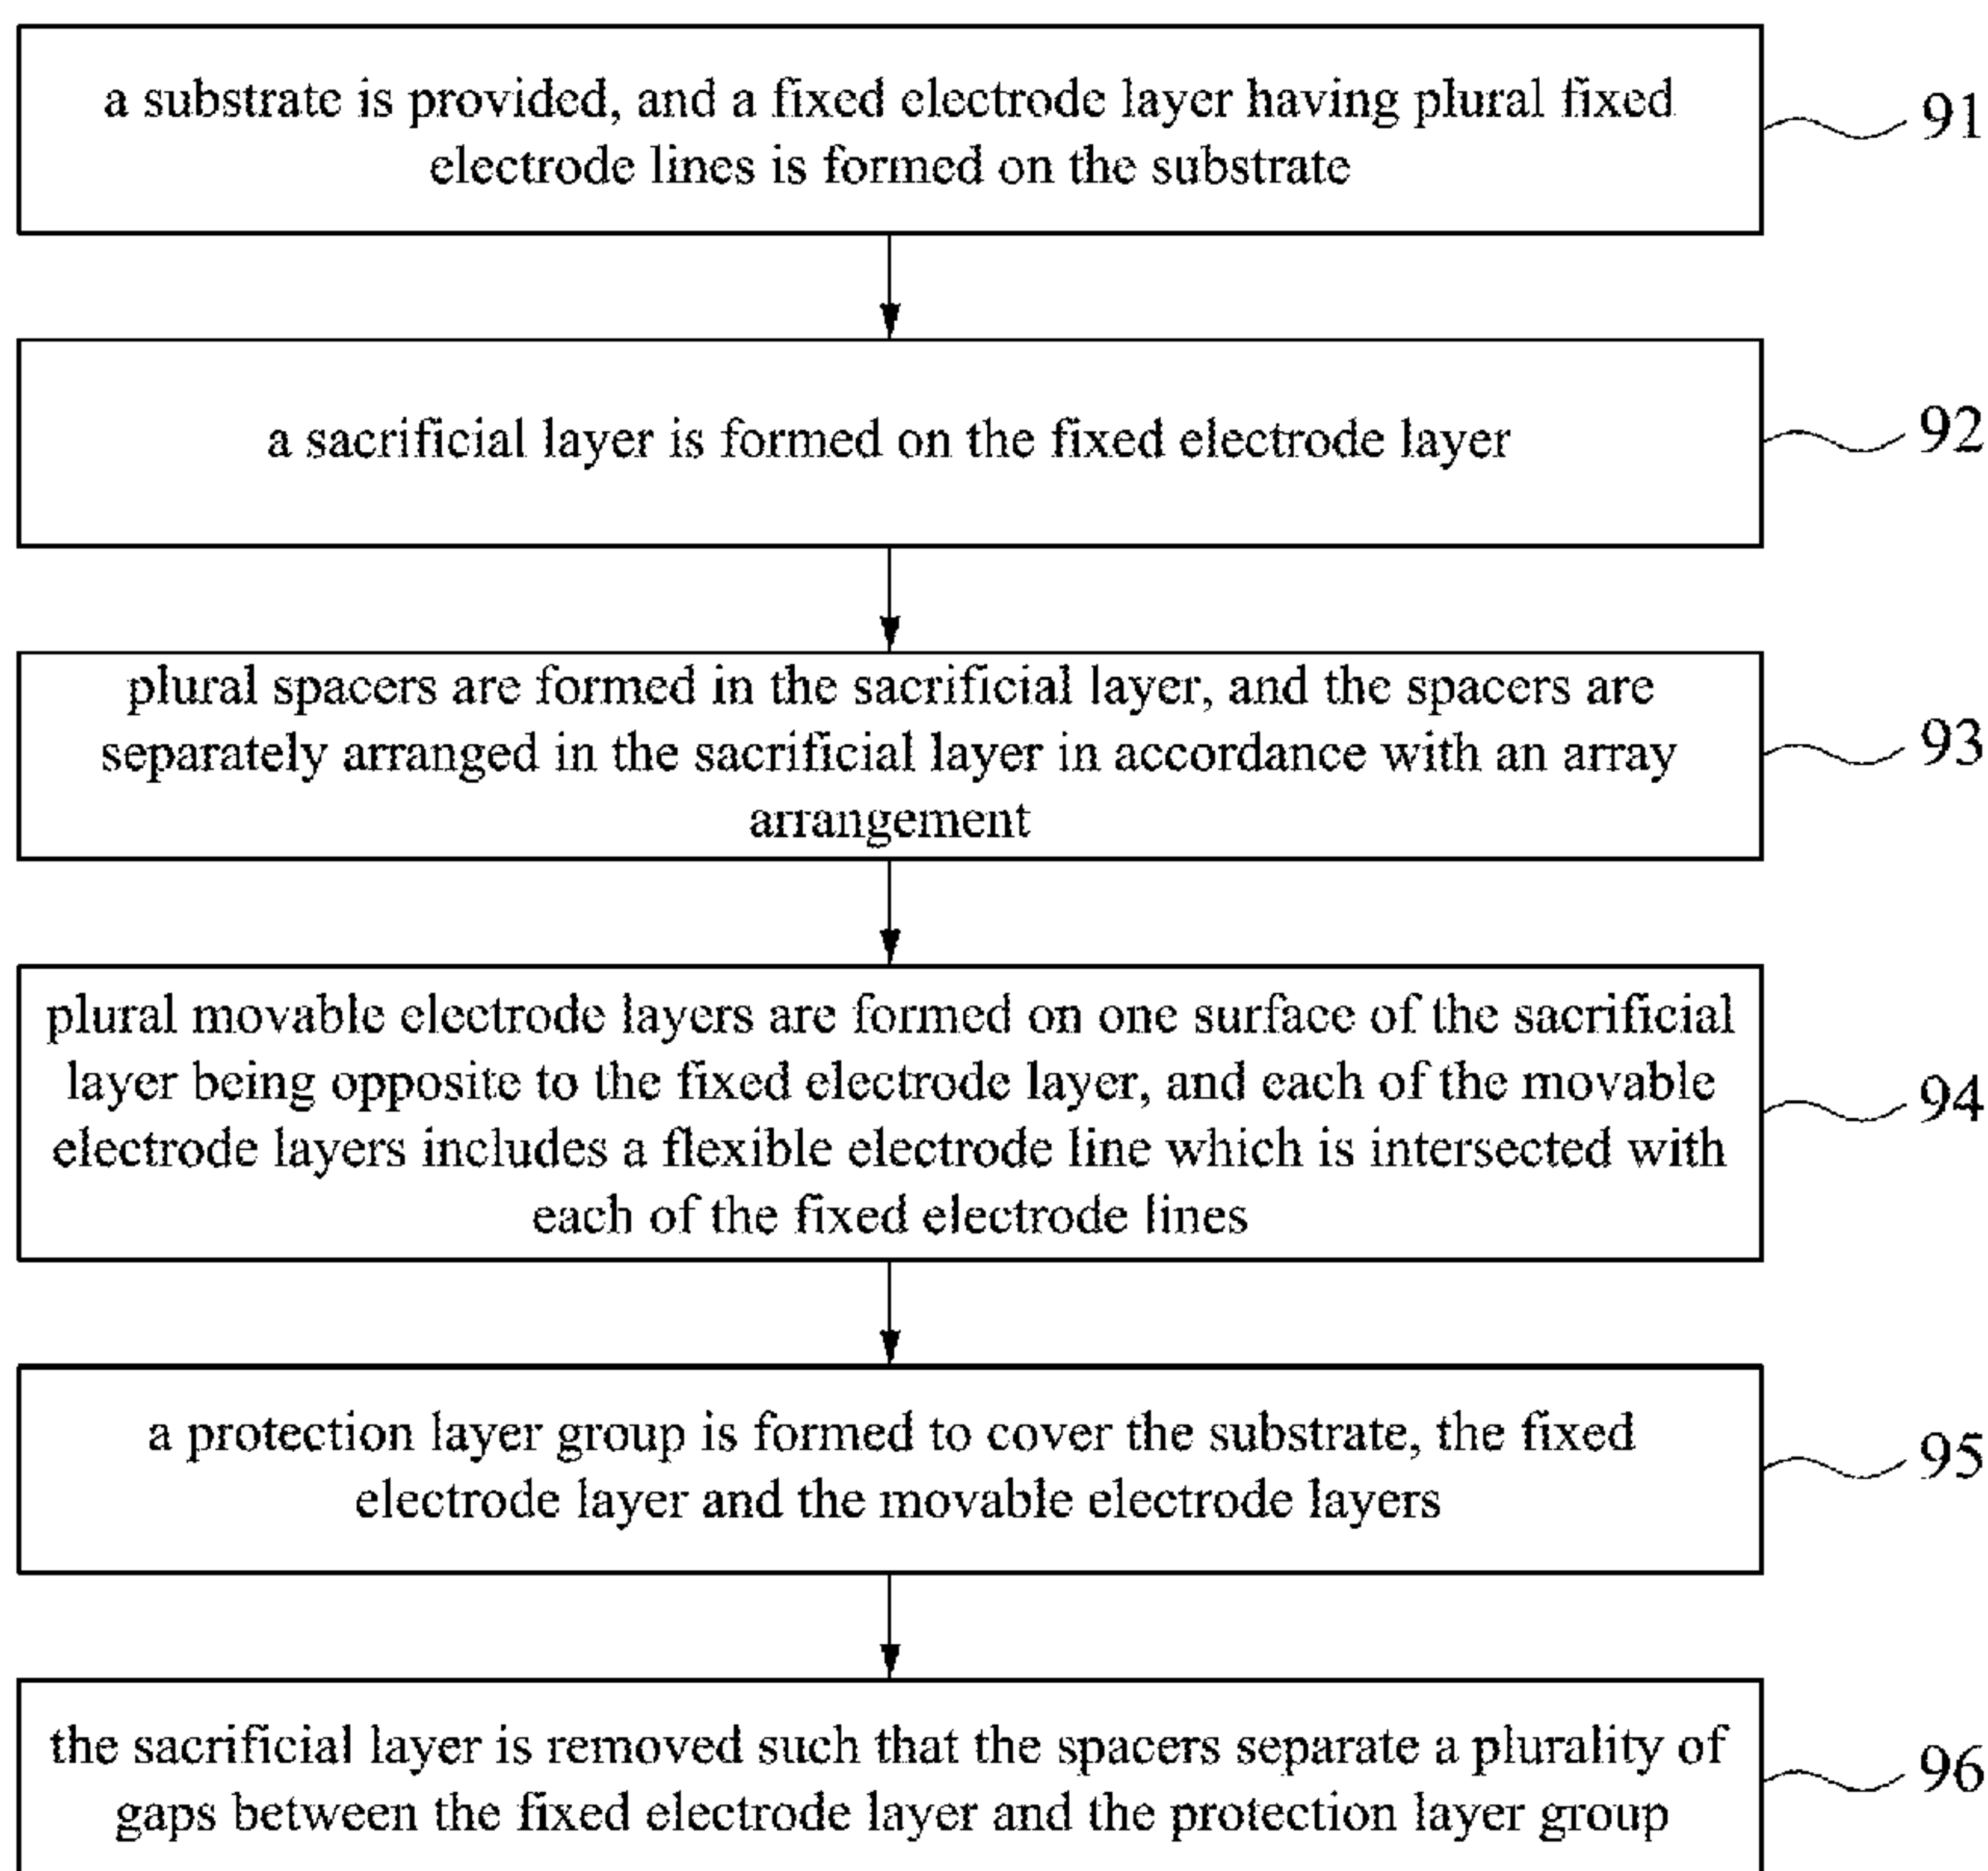 a substrate is provided, and a fixed electrode layer having plural fixed
electrode lines is formed on the substrate
91
a sacrificial layer is formed on the fixed electrode layer
92
plural spacers are formed in the sacrificial layer, and the spacers are
separately arranged in the sacrificial layer in accordance with an array
arrangement
93
plural movable electrode layers are formed on one surface of the sacrificial
layer being opposite to the fixed electrode layer, and each of the movable
electrode layers includes a flexible electrode line which is intersected with
each of the fixed electrode lines
94
a protection layer group is formed to cover the substrate, the fixed
electrode layer and the movable electrode layers
95
the sacrificial layer is removed such that the spacers separate a plurality of
gaps between the fixed electrode layer and the protection layer group
96